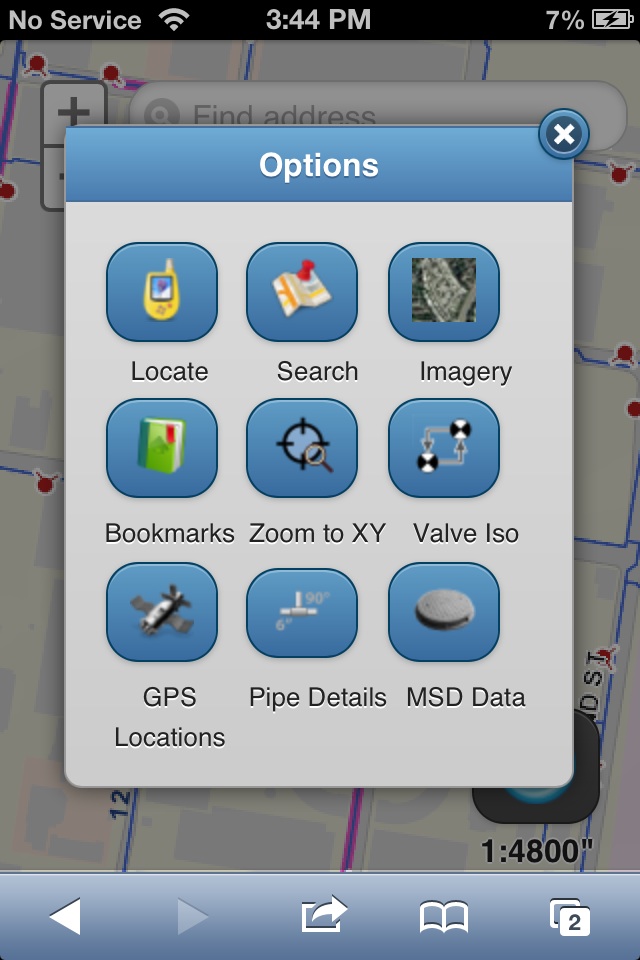 No Service 3:44 PM 7%
+ Find address
Options
Locate Search Imagery
Bookmarks Zoom to XY Valve Iso
90°
6"
GPS Pipe Details MSD Data
Locations
D ST
12
1:4800"
2